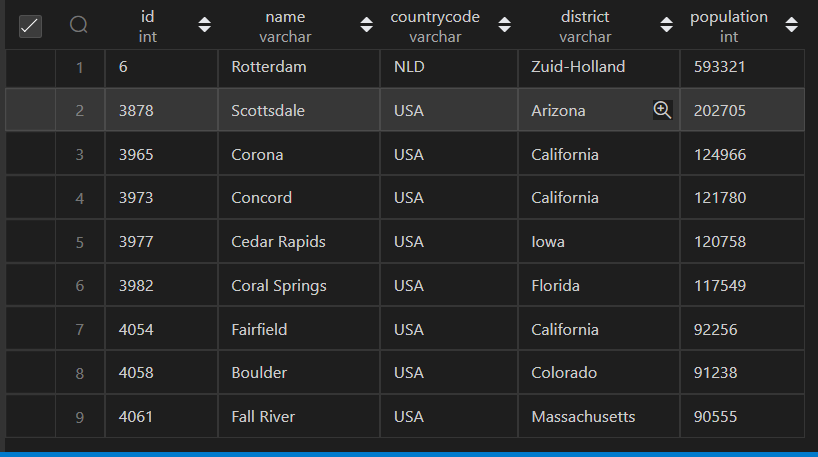 id name countrycode district population
int varchar varchar varchar int
1 6 Rotterdam NLD Zuid-Holland 593321
2 3878 Scottsdale USA Arizona 202705
3 3965 Corona USA California 124966
4 3973 Concord USA California 121780
5 3977 Cedar Rapids USA Iowa 120758
6 3982 Coral Springs USA Florida 117549
7 4054 Fairfield USA California 92256
8 4058 Boulder USA Colorado 91238
9 4061 Fall River USA Massachusetts 90555